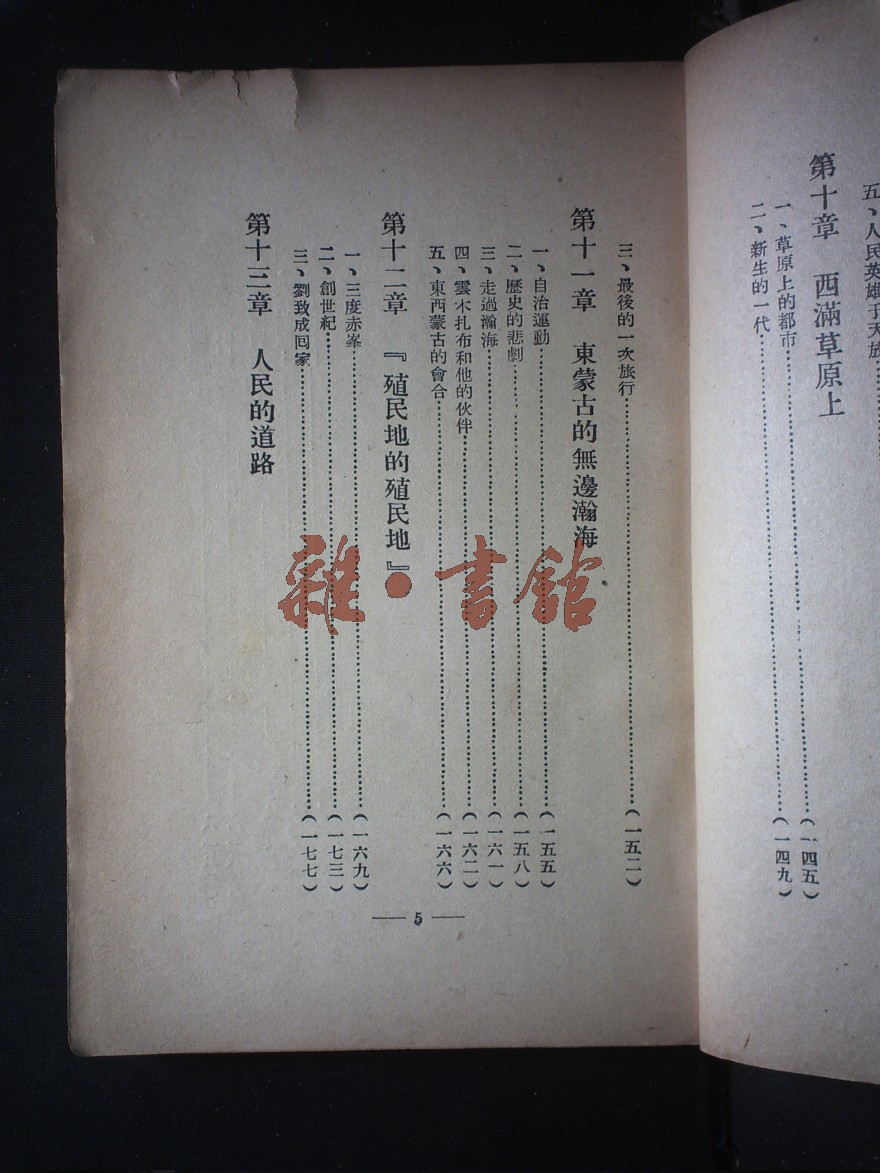 五、人民英雄于天放
第十章　西滿草原上
一、草原上的都市……（一四五）
二、新生的一代……（一四九）
三、最後的一次旅行……（一五二）
第十一章　東蒙古的無邊瀚海
一、自治運動……（一五五）
二、歷史的悲劇……（一五八）
三、走過瀚海……（一六一）
四、雲木扎布和他的伙伴……（一六二）
五、東西蒙古的會合……（一六六）
第十二章　『殖民地的殖民地』
一、三度赤峯……（一六九）
二、創世紀……（一七三）
三、劉致成回家……（一七七）
第十三章　人民的道路
— 5 —
雜·書館